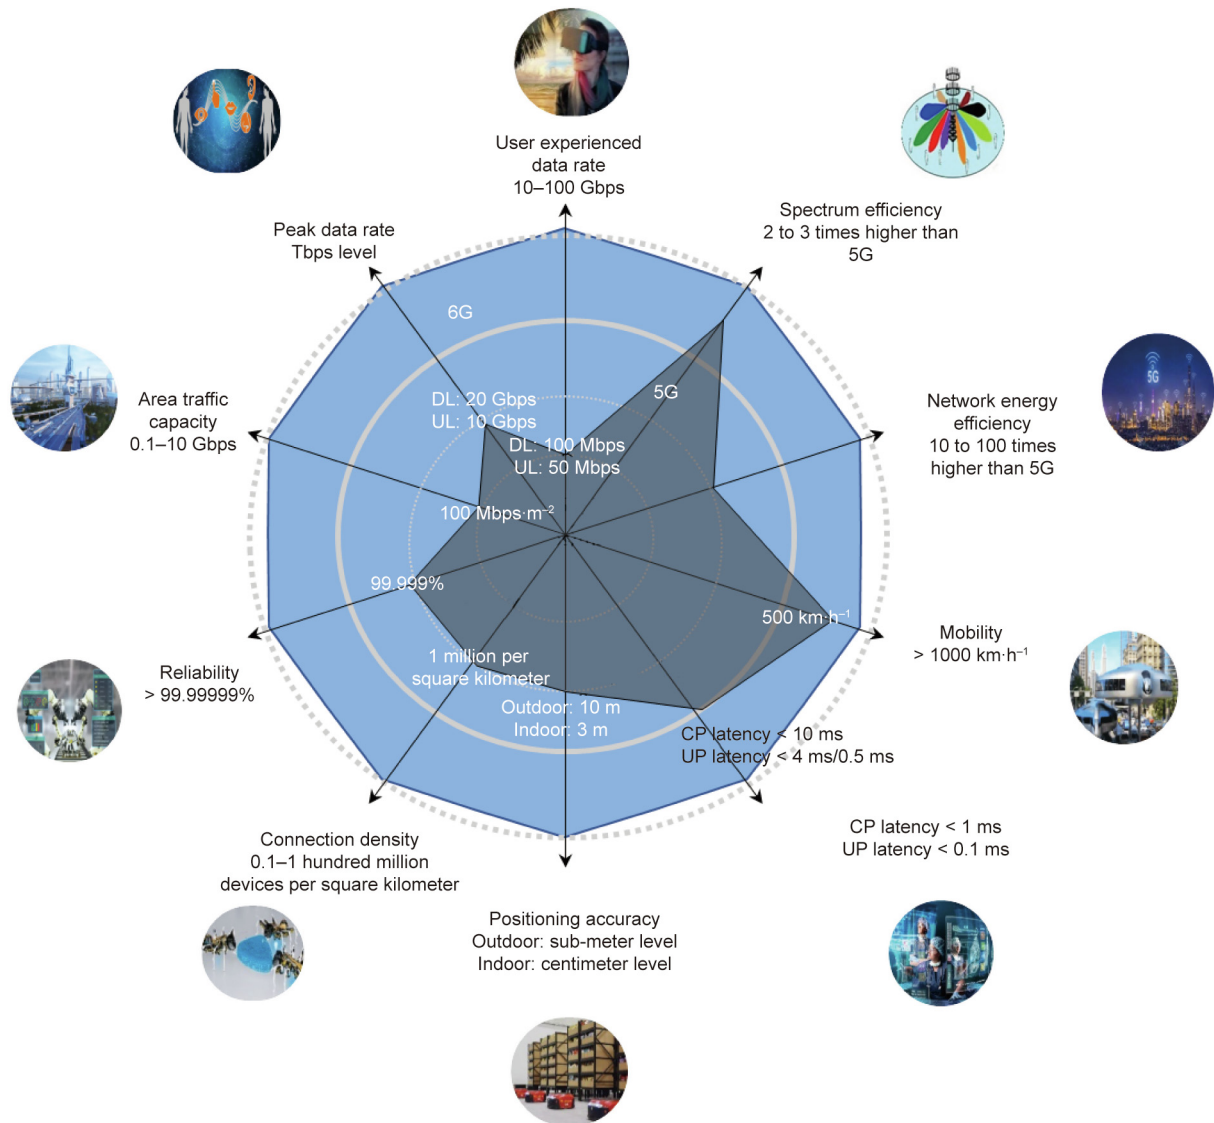 User experienced
data rate
10–100 Gbps
Spectrum efficiency
2 to 3 times higher than
5G
Peak data rate
Tbps level
6G
5G
5G
DL: 20 Gbps
UL: 10 Gbps
DL: 100 Mbps
UL: 50 Mbps
Area traffic
capacity
0.1–10 Gbps
Network energy
efficiency
10 to 100 times
higher than 5G
100 Mbps·m⁻²
99.999%
500 km·h⁻¹
Mobility
> 1000 km·h⁻¹
Reliability
> 99.99999%
1 million per
square kilometer
Outdoor: 10 m
Indoor: 3 m
CP latency < 10 ms
UP latency < 4 ms/0.5 ms
Connection density
0.1–1 hundred million
devices per square kilometer
CP latency < 1 ms
UP latency < 0.1 ms
Positioning accuracy
Outdoor: sub-meter level
Indoor: centimeter level